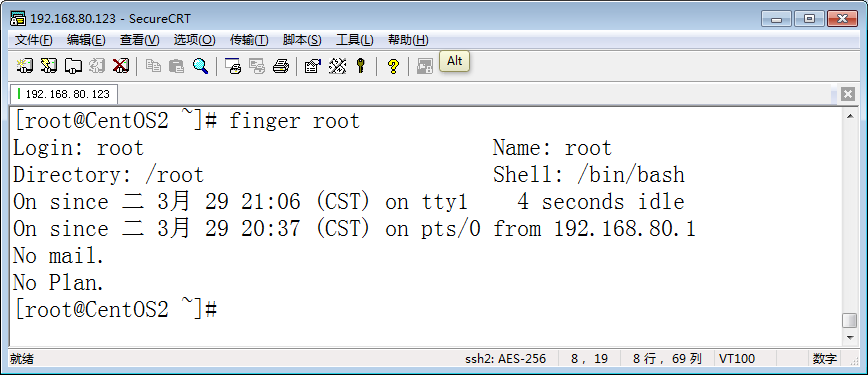 192.168.80.123 - SecureCRT
文件(F) 编辑(E) 查看(V) 选项(O) 传输(T) 脚本(S) 工具(L) 帮助(H)
Alt
192.168.80.123
[root@CentOS2 ~]# finger root
Login: root Name: root
Directory: /root Shell: /bin/bash
On since 二 3月 29 21:06 (CST) on tty1 4 seconds idle
On since 二 3月 29 20:37 (CST) on pts/0 from 192.168.80.1
No mail.
No Plan.
[root@CentOS2 ~]#
就绪 ssh2: AES-256 8, 19 8 行, 69 列 VT100 数字